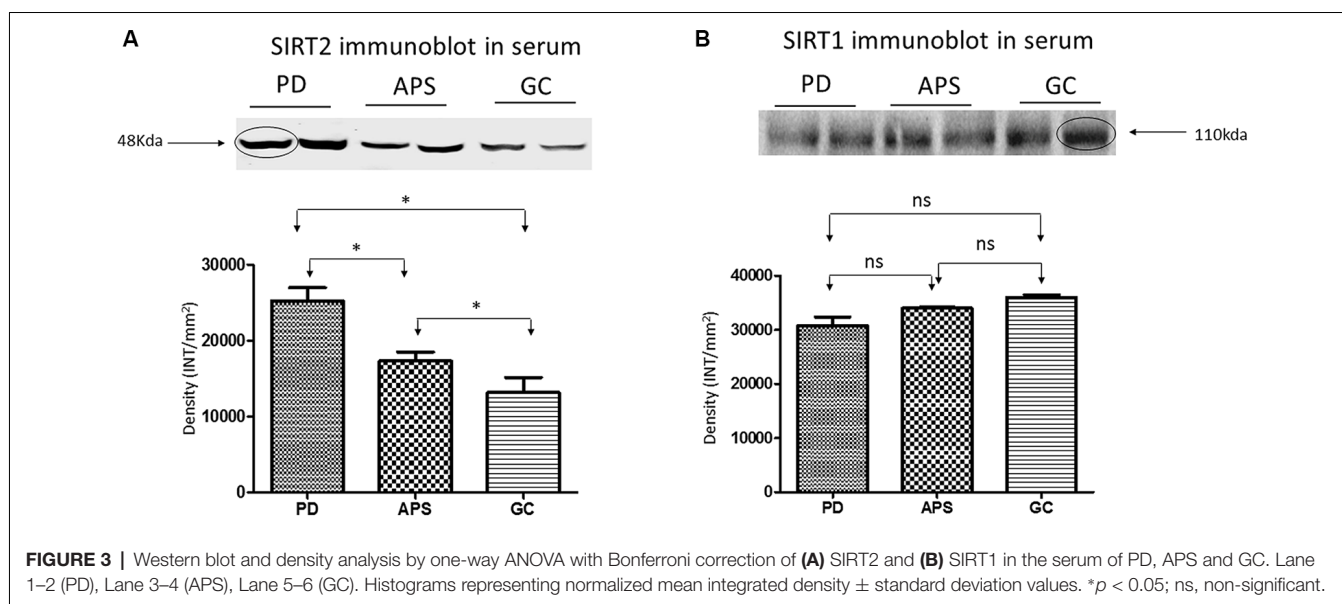 A
SIRT2 immunoblot in serum
PD APS GC
48Kda
*
*
*
30000
20000
10000
0
Density (INT/mm²)
PD APS GC
B
SIRT1 immunoblot in serum
PD APS GC
110kda
ns
ns
ns
40000
30000
20000
10000
0
Density (INT/mm²)
PD APS GC
FIGURE 3 | Western blot and density analysis by one-way ANOVA with Bonferroni correction of (A) SIRT2 and (B) SIRT1 in the serum of PD, APS and GC. Lane
1–2 (PD), Lane 3–4 (APS), Lane 5–6 (GC). Histograms representing normalized mean integrated density ± standard deviation values. *p < 0.05; ns, non-significant.